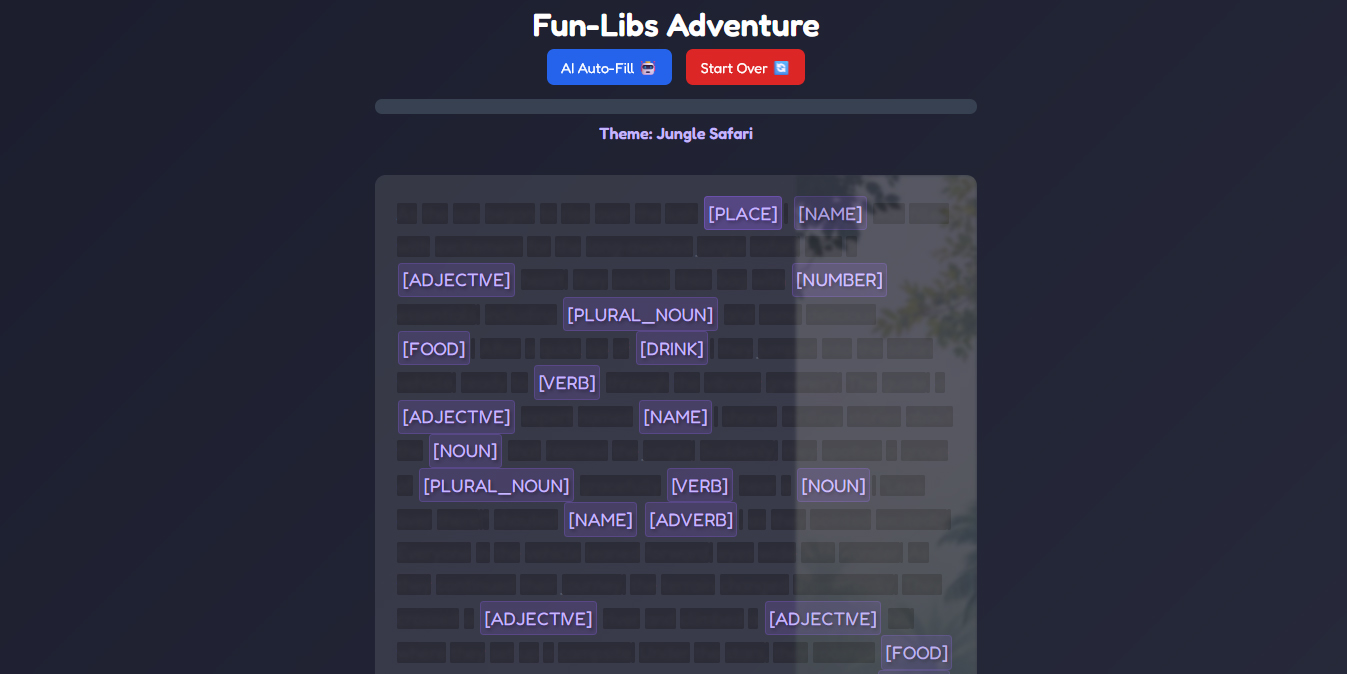 Fun-Libs Adventure
AI Auto-Fill
Start Over
Theme: Jungle Safari
[PLACE] [NAME]
[ADJECTIVE] [NUMBER]
[PLURAL_NOUN]
[FOOD] [DRINK]
[VERB]
[ADJECTIVE] [NAME]
[NOUN]
[PLURAL_NOUN] [VERB] [NOUN]
[NAME] [ADVERB]
[ADJECTIVE] [ADJECTIVE]
[FOOD]